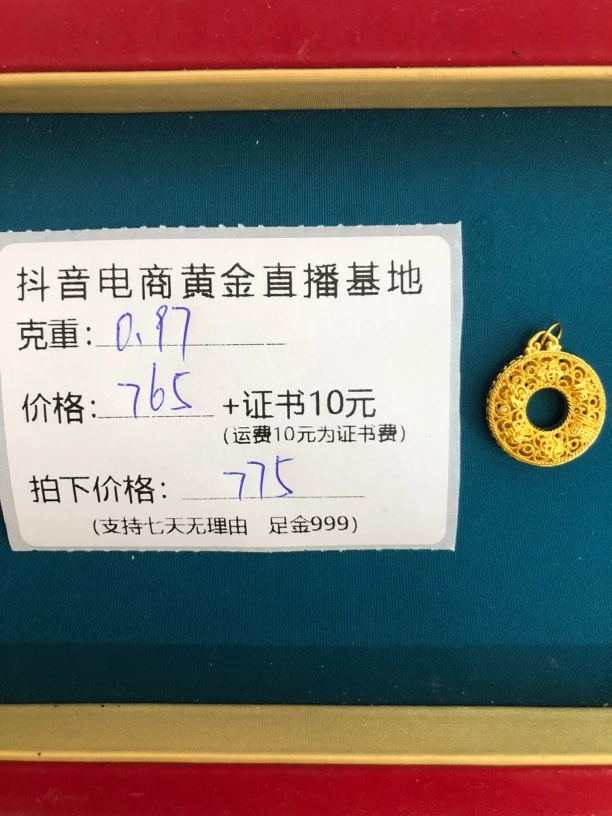 抖音电商黄金直播基地
克重：0.97
价格：765 +证书10元
（运费10元为证书费）
拍下价格：775
（支持七天无理由 足金999）